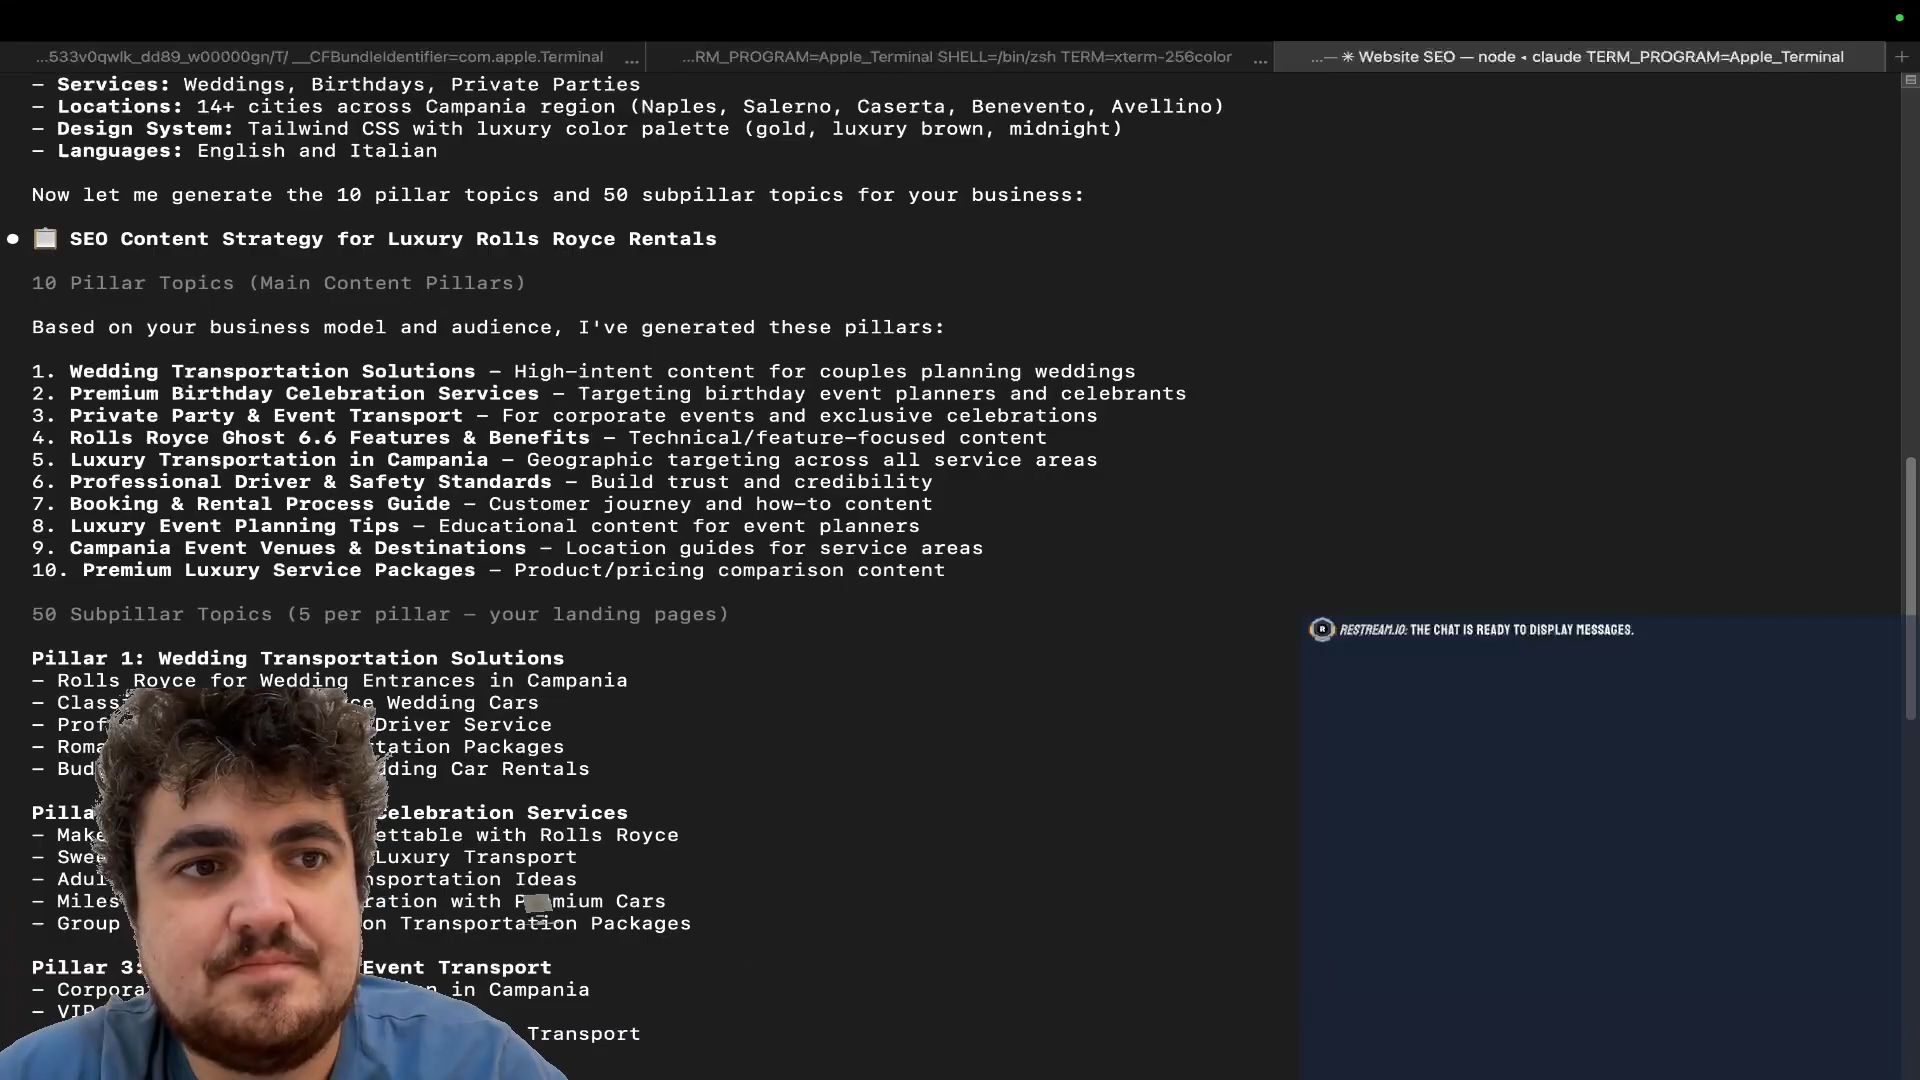 ...533v0qwlk_dd89_w00000gn/T/ __CFBundleIdentifier=com.apple.Terminal ...
...RM_PROGRAM=Apple_Terminal SHELL=/bin/zsh TERM=xterm-256color ...
...— ✳ Website SEO — node ◂ claude TERM_PROGRAM=Apple_Terminal +
– Services: Weddings, Birthdays, Private Parties
– Locations: 14+ cities across Campania region (Naples, Salerno, Caserta, Benevento, Avellino)
– Design System: Tailwind CSS with luxury color palette (gold, luxury brown, midnight)
– Languages: English and Italian
Now let me generate the 10 pillar topics and 50 subpillar topics for your business:
● 📋 SEO Content Strategy for Luxury Rolls Royce Rentals
10 Pillar Topics (Main Content Pillars)
Based on your business model and audience, I've generated these pillars:
1. Wedding Transportation Solutions – High-intent content for couples planning weddings
2. Premium Birthday Celebration Services – Targeting birthday event planners and celebrants
3. Private Party & Event Transport – For corporate events and exclusive celebrations
4. Rolls Royce Ghost 6.6 Features & Benefits – Technical/feature-focused content
5. Luxury Transportation in Campania – Geographic targeting across all service areas
6. Professional Driver & Safety Standards – Build trust and credibility
7. Booking & Rental Process Guide – Customer journey and how-to content
8. Luxury Event Planning Tips – Educational content for event planners
9. Campania Event Venues & Destinations – Location guides for service areas
10. Premium Luxury Service Packages – Product/pricing comparison content
50 Subpillar Topics (5 per pillar – your landing pages)
Pillar 1: Wedding Transportation Solutions
– Rolls Royce for Wedding Entrances in Campania
– Wedding Cars
– Driver Service
– Packages
– Car Rentals
Celebration Services
– Make with Rolls Royce
– Luxury Transport
– Ideas
– with Premium Cars
– Group Transportation Packages
Pillar 3: Event Transport
– in Campania
– VIP
Transport
R RESTREAM.IO: THE CHAT IS READY TO DISPLAY MESSAGES.